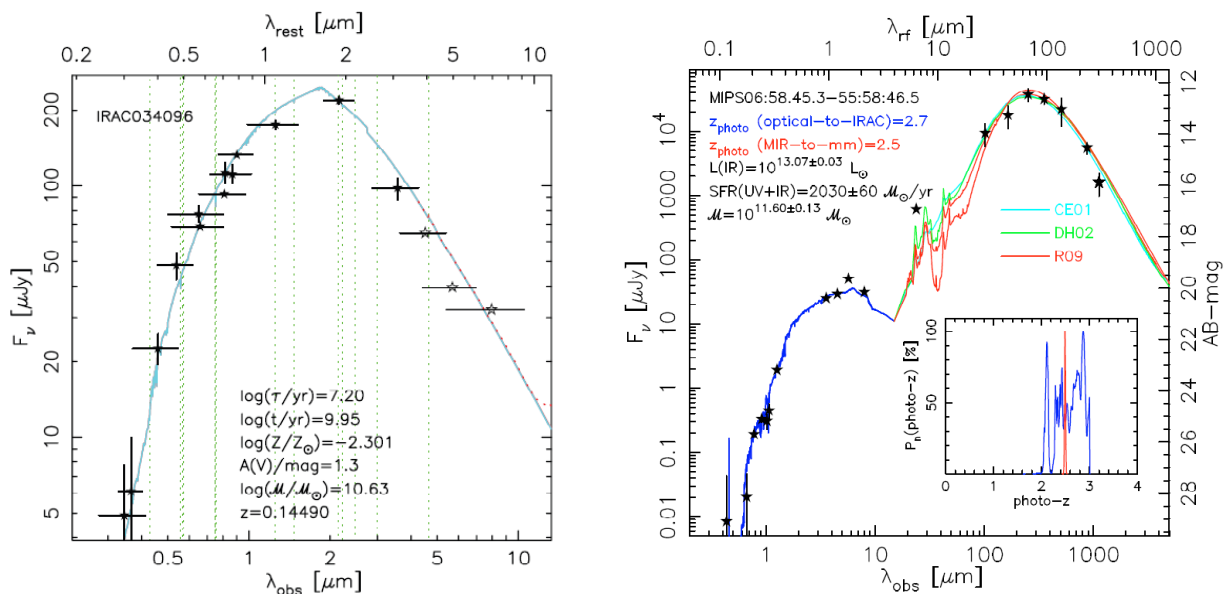 λrest [μm]
0.2 0.5 1 2 5 10
IRAC034096
200
100
50
20
10
5
Fν [μJy]
log(τ/yr)=7.20
log(t/yr)=9.95
log(Z/Z⊙)=−2.301
A(V)/mag=1.3
log(ℳ/ℳ⊙)=10.63
z=0.14490
0.5 1 2 5 10
λobs [μm]
λrf [μm]
0.1 1 10 100 1000
MIPS06:58.45.3−55:58:46.5
zphoto (optical-to-IRAC)=2.7
zphoto (MIR-to-mm)=2.5
L(IR)=10^13.07±0.03 L⊙
SFR(UV+IR)=2030±60 ℳ⊙/yr
ℳ=10^11.60±0.13 ℳ⊙
CE01
DH02
R09
10^4
1000
100
10
1
0.1
0.01
Fν [μJy]
12
14
16
18
20
22
24
26
28
AB−mag
100
50
Pn(photo−z) [%]
0 1 2 3 4
photo−z
1 10 100 1000
λobs [μm]